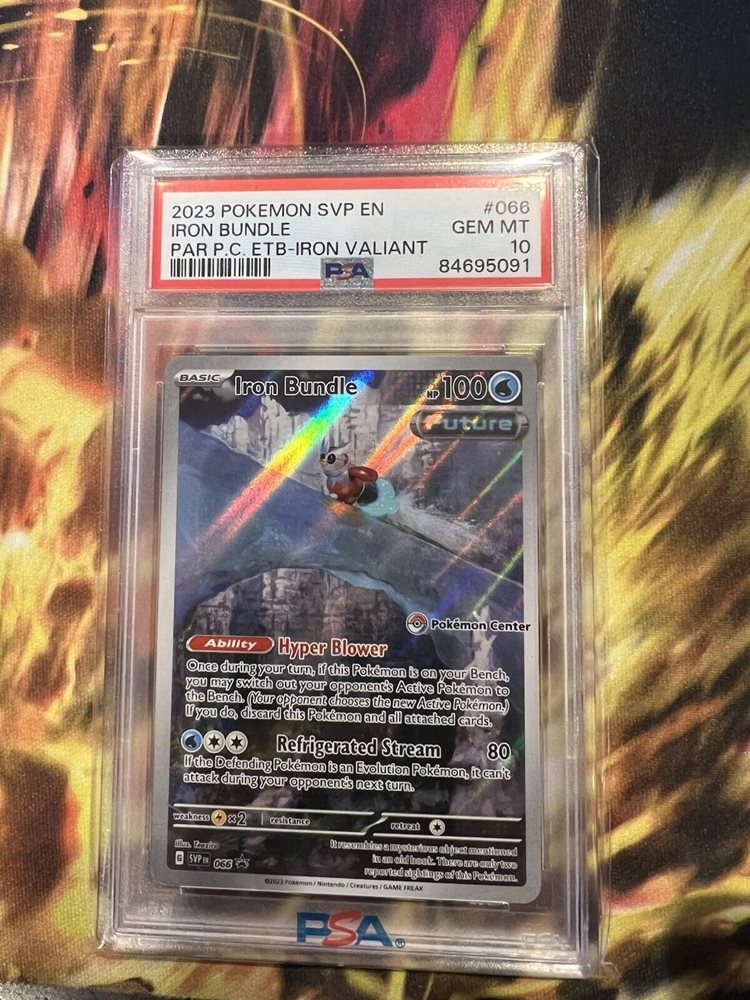 2023 POKEMON SVP EN #066
IRON BUNDLE GEM MT
PAR P.C. ETB-IRON VALIANT 10
PSA 84695091
BASIC Iron Bundle HP 100
Future
Pokémon Center
Ability Hyper Blower
Once during your turn, if this Pokémon is on your Bench,
you may switch out your opponent's Active Pokémon to
the Bench. (Your opponent chooses the new Active Pokémon.)
If you do, discard this Pokémon and all attached cards.
Refrigerated Stream 80
If the Defending Pokémon is an Evolution Pokémon, it can't
attack during your opponent's next turn.
weakness ×2 resistance retreat
Illus. Teeziro
It resembles a mysterious object mentioned
in an old book. There are only two
reported sightings of this Pokémon.
G SVP EN 066
©2023 Pokémon / Nintendo / Creatures / GAME FREAK
PSA®